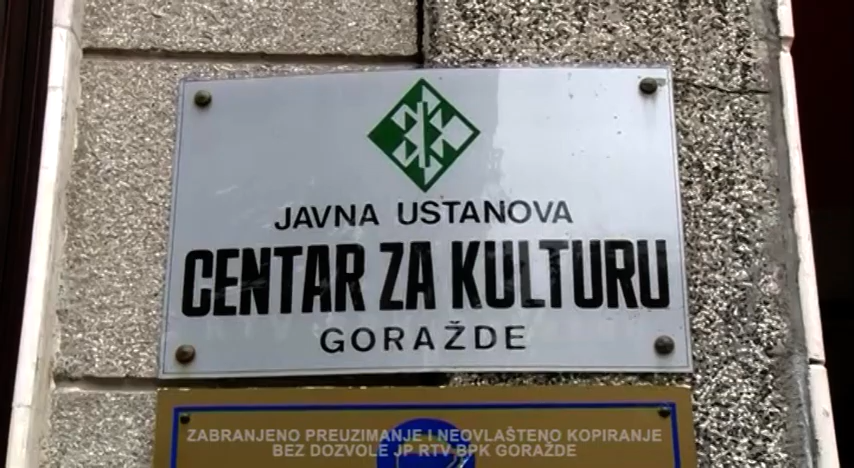 JAVNA USTANOVA
CENTAR ZA KULTURU
GORAŽDE
ZABRANJENO PREUZIMANJE I NEOVLAŠTENO KOPIRANJE
BEZ DOZVOLE JP RTV BPK GORAŽDE